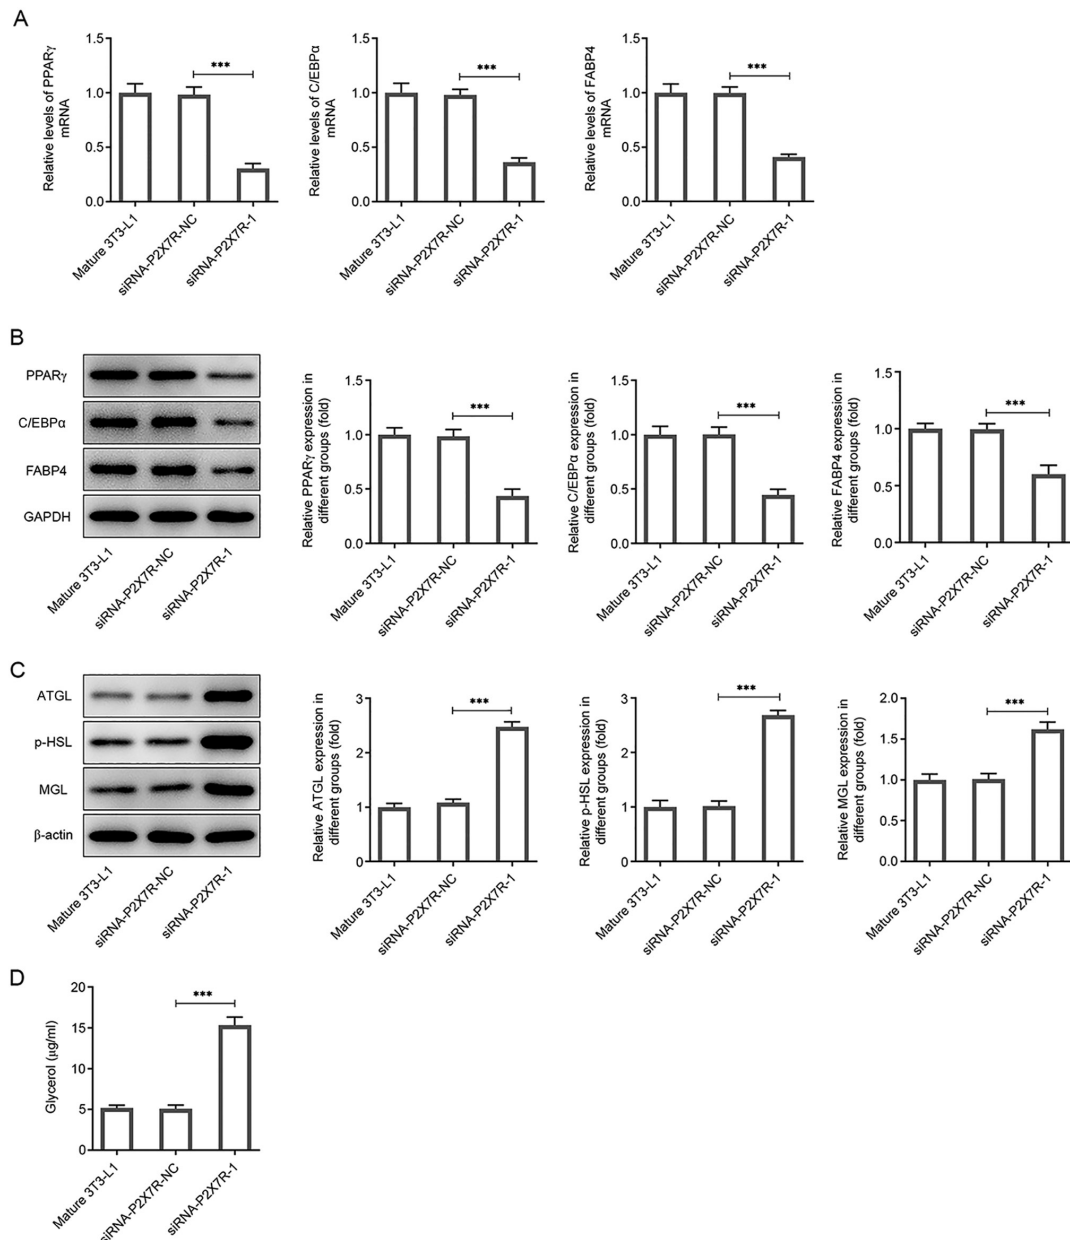 A
Relative levels of PPARγ
mRNA
1.5
1.0
0.5
0.0
***
Mature 3T3-L1
siRNA-P2X7R-NC
siRNA-P2X7R-1
Relative levels of C/EBPα
mRNA
1.5
1.0
0.5
0.0
***
Mature 3T3-L1
siRNA-P2X7R-NC
siRNA-P2X7R-1
Relative levels of FABP4
mRNA
1.5
1.0
0.5
0.0
***
Mature 3T3-L1
siRNA-P2X7R-NC
siRNA-P2X7R-1
B
PPARγ
C/EBPα
FABP4
GAPDH
Mature 3T3-L1
siRNA-P2X7R-NC
siRNA-P2X7R-1
Relative PPARγ expression in
different groups (fold)
1.5
1.0
0.5
0.0
***
Mature 3T3-L1
siRNA-P2X7R-NC
siRNA-P2X7R-1
Relative C/EBPα expression in
different groups (fold)
1.5
1.0
0.5
0.0
***
Mature 3T3-L1
siRNA-P2X7R-NC
siRNA-P2X7R-1
Relative FABP4 expression in
different groups (fold)
1.5
1.0
0.5
0.0
***
Mature 3T3-L1
siRNA-P2X7R-NC
siRNA-P2X7R-1
C
ATGL
p-HSL
MGL
β-actin
Mature 3T3-L1
siRNA-P2X7R-NC
siRNA-P2X7R-1
Relative ATGL expression in
different groups (fold)
3
2
1
0
***
Mature 3T3-L1
siRNA-P2X7R-NC
siRNA-P2X7R-1
Relative p-HSL expression in
different groups (fold)
3
2
1
0
***
Mature 3T3-L1
siRNA-P2X7R-NC
siRNA-P2X7R-1
Relative MGL expression in
different groups (fold)
2.0
1.5
1.0
0.5
0.0
***
Mature 3T3-L1
siRNA-P2X7R-NC
siRNA-P2X7R-1
D
Glycerol (μg/ml)
20
15
10
5
0
***
Mature 3T3-L1
siRNA-P2X7R-NC
siRNA-P2X7R-1